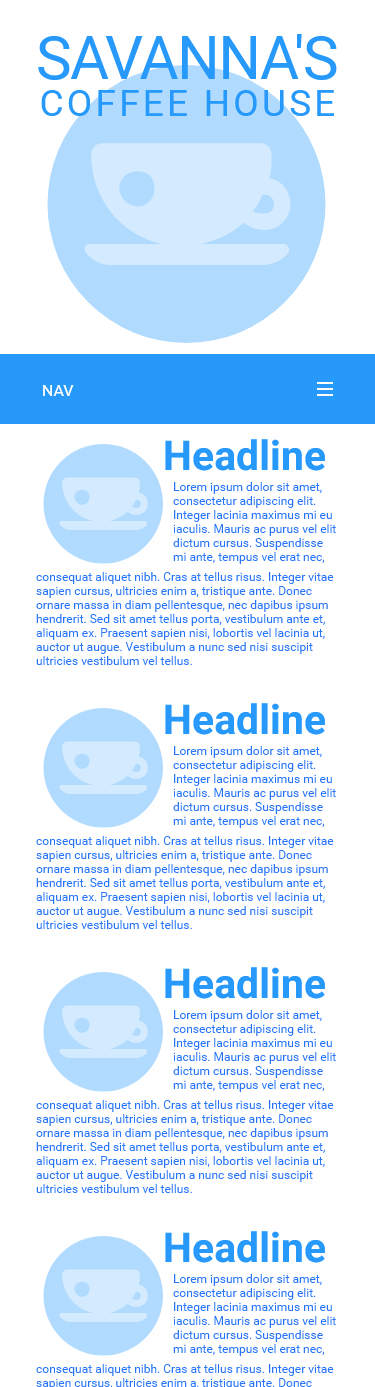 SAVANNA'S
COFFEE HOUSE
NAV
Headline
Lorem ipsum dolor sit amet,
consectetur adipiscing elit.
Integer lacinia maximus mi eu
iaculis. Mauris ac purus vel elit
dictum cursus. Suspendisse
mi ante, tempus vel erat nec,
consequat aliquet nibh. Cras at tellus risus. Integer vitae
sapien cursus, ultricies enim a, tristique ante. Donec
ornare massa in diam pellentesque, nec dapibus ipsum
hendrerit. Sed sit amet tellus porta, vestibulum ante et,
aliquam ex. Praesent sapien nisi, lobortis vel lacinia ut,
auctor ut augue. Vestibulum a nunc sed nisi suscipit
ultricies vestibulum vel tellus.
Headline
Lorem ipsum dolor sit amet,
consectetur adipiscing elit.
Integer lacinia maximus mi eu
iaculis. Mauris ac purus vel elit
dictum cursus. Suspendisse
mi ante, tempus vel erat nec,
consequat aliquet nibh. Cras at tellus risus. Integer vitae
sapien cursus, ultricies enim a, tristique ante. Donec
ornare massa in diam pellentesque, nec dapibus ipsum
hendrerit. Sed sit amet tellus porta, vestibulum ante et,
aliquam ex. Praesent sapien nisi, lobortis vel lacinia ut,
auctor ut augue. Vestibulum a nunc sed nisi suscipit
ultricies vestibulum vel tellus.
Headline
Lorem ipsum dolor sit amet,
consectetur adipiscing elit.
Integer lacinia maximus mi eu
iaculis. Mauris ac purus vel elit
dictum cursus. Suspendisse
mi ante, tempus vel erat nec,
consequat aliquet nibh. Cras at tellus risus. Integer vitae
sapien cursus, ultricies enim a, tristique ante. Donec
ornare massa in diam pellentesque, nec dapibus ipsum
hendrerit. Sed sit amet tellus porta, vestibulum ante et,
aliquam ex. Praesent sapien nisi, lobortis vel lacinia ut,
auctor ut augue. Vestibulum a nunc sed nisi suscipit
ultricies vestibulum vel tellus.
Headline
Lorem ipsum dolor sit amet,
consectetur adipiscing elit.
Integer lacinia maximus mi eu
iaculis. Mauris ac purus vel elit
dictum cursus. Suspendisse
mi ante, tempus vel erat nec,
consequat aliquet nibh. Cras at tellus risus. Integer vitae
sapien cursus, ultricies enim a, tristique ante. Donec